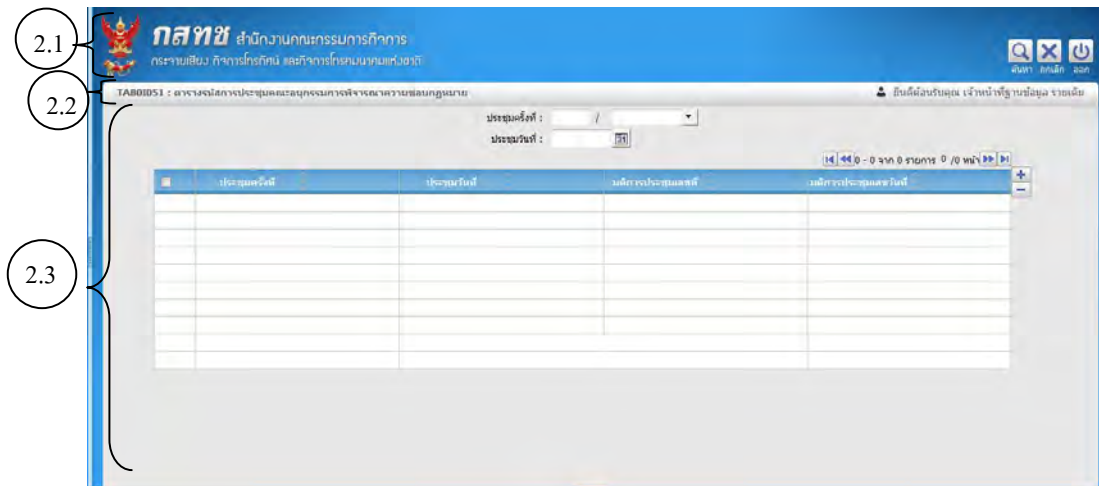 2.1
กสทช สำนักงานคณะกรรมการกิจการ
กระจายเสียง กิจการโทรทัศน์ และกิจการโทรคมนาคมแห่งชาติ
ค้นหา ยกเลิก ออก
2.2
TAB01D51 : ตารางรหัสการประชุมคณะอนุกรรมการพิจารณาความชอบกฎหมาย
ยินดีต้อนรับคุณ เจ้าหน้าที่ฐานข้อมูล รายเดิม
ประชุมครั้งที่ : /
ประชุมวันที่ :
0 - 0 จาก 0 รายการ 0 /0 หน้า
ประชุมครั้งที่ ประชุมวันที่ มติการประชุมเลขที่ มติการประชุมเลขวันที่
2.3